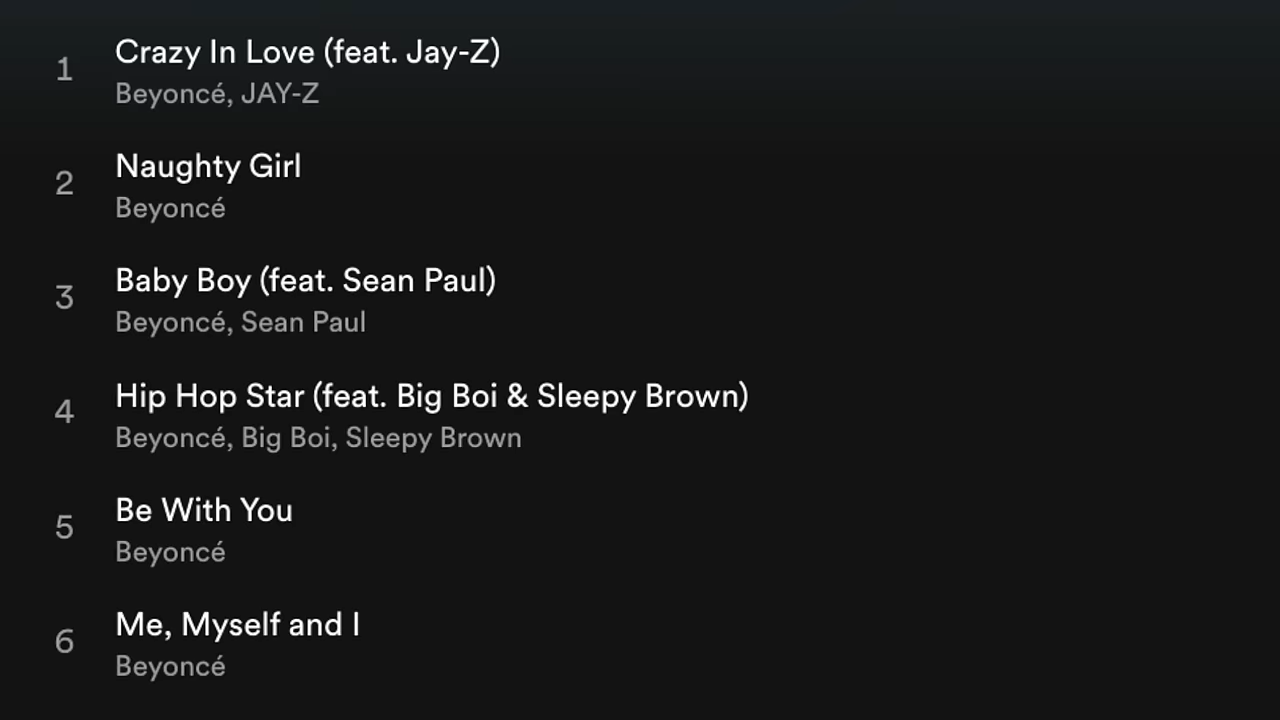 1
Crazy In Love (feat. Jay-Z)
Beyoncé, JAY-Z
2
Naughty Girl
Beyoncé
3
Baby Boy (feat. Sean Paul)
Beyoncé, Sean Paul
4
Hip Hop Star (feat. Big Boi & Sleepy Brown)
Beyoncé, Big Boi, Sleepy Brown
5
Be With You
Beyoncé
6
Me, Myself and I
Beyoncé